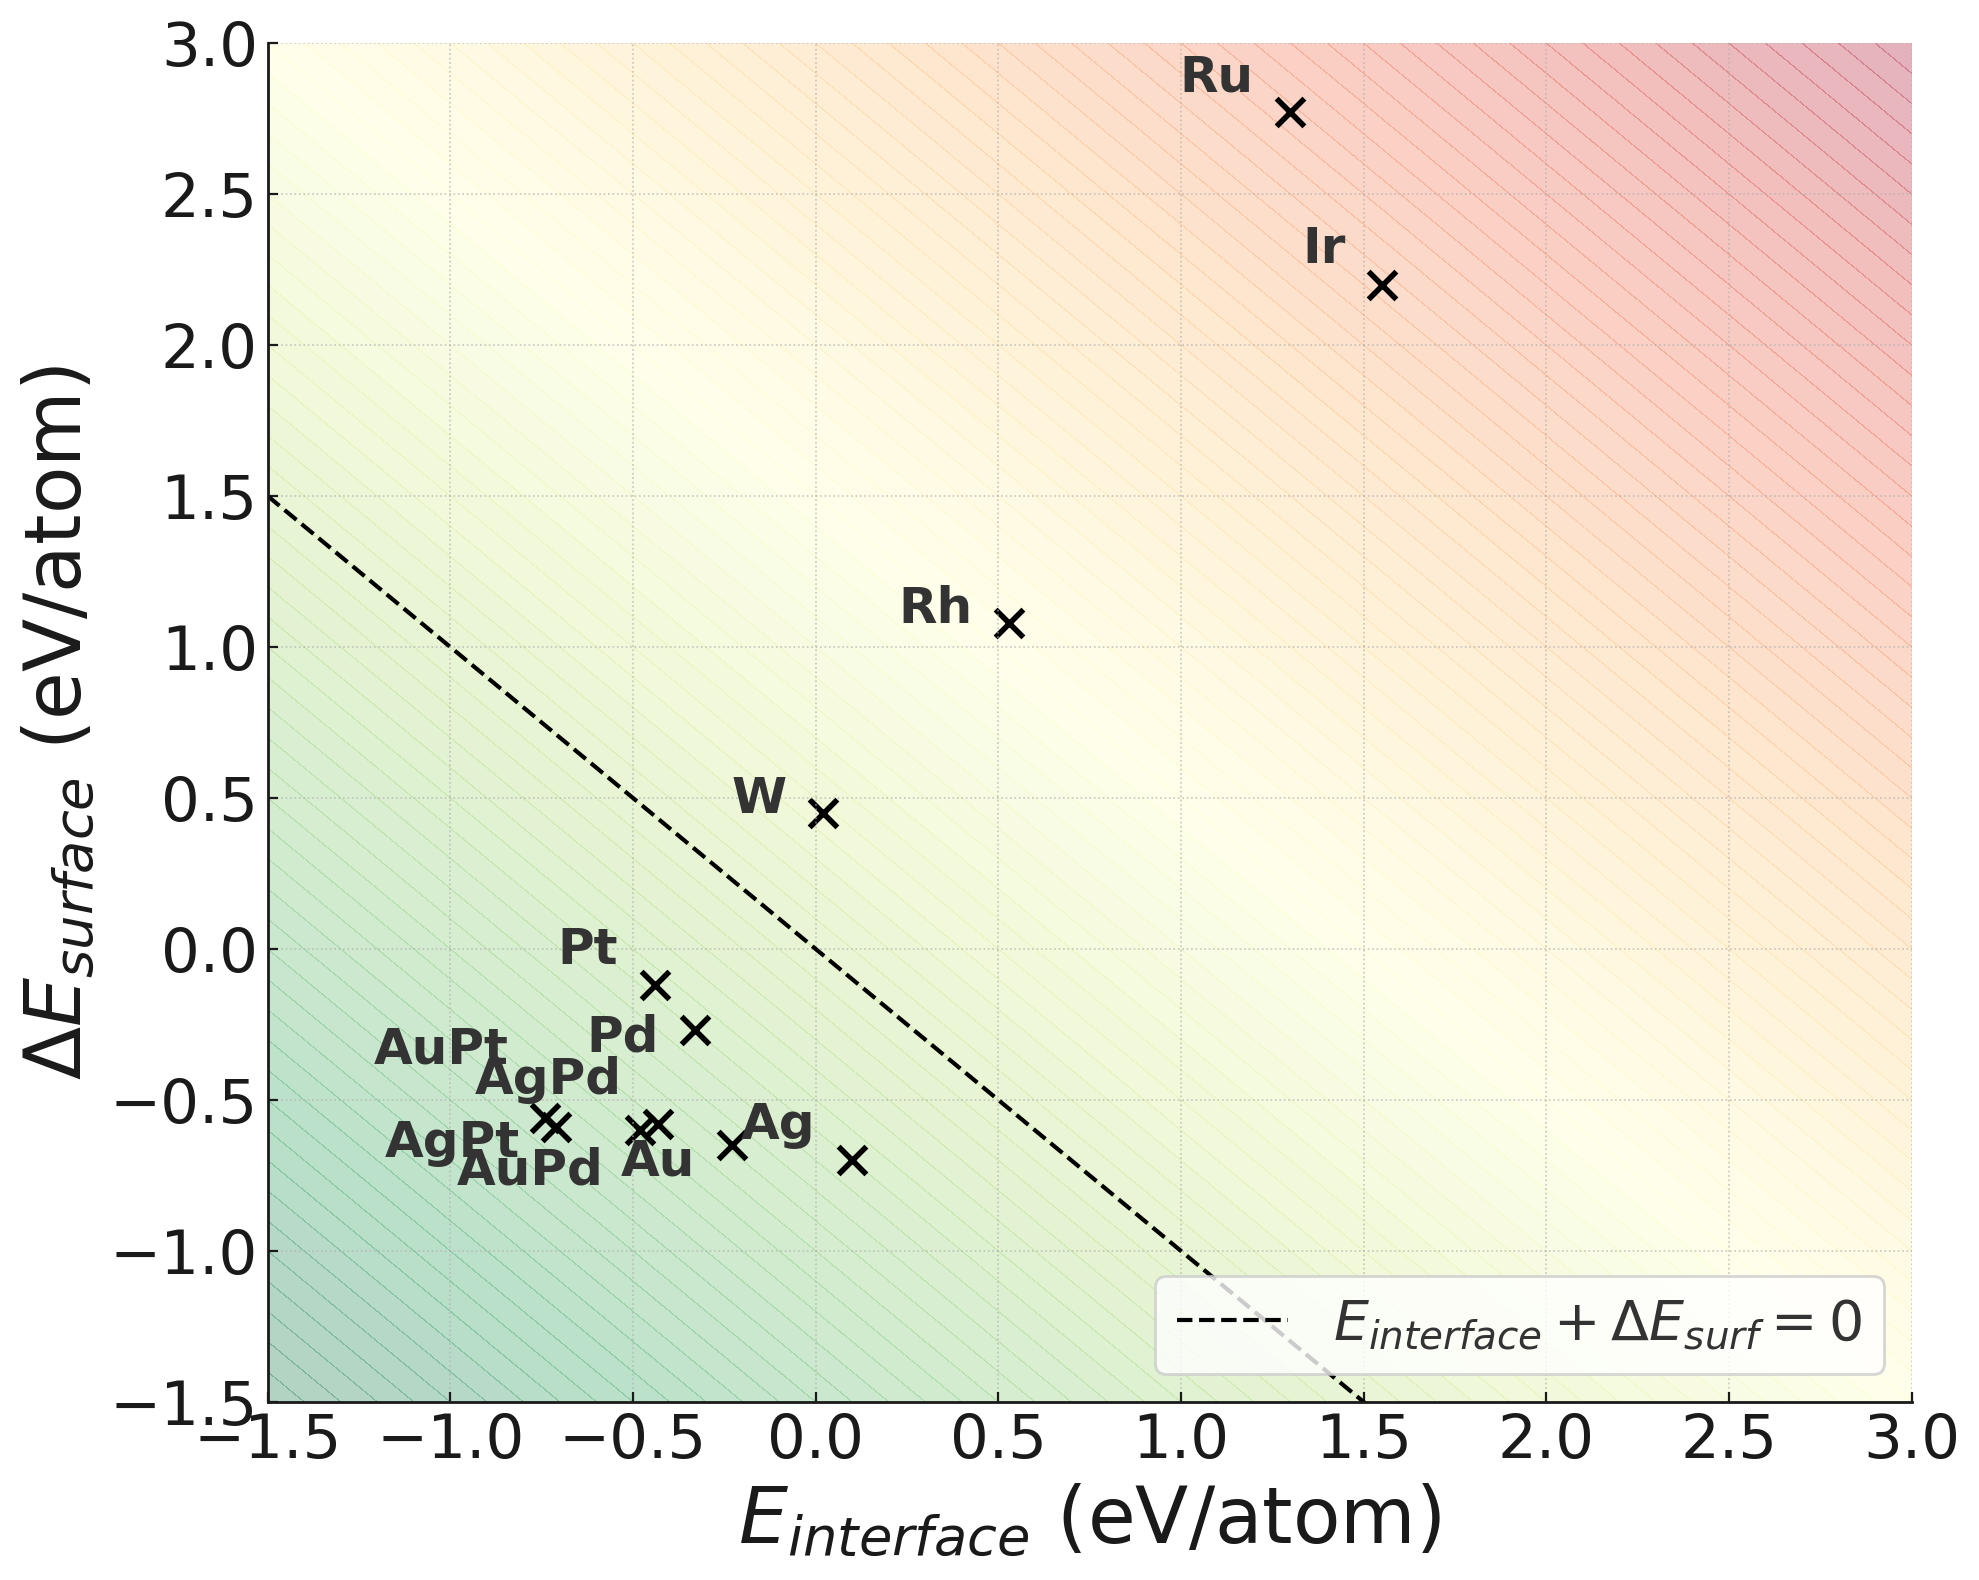 3.0
2.5
2.0
1.5
1.0
0.5
0.0
−0.5
−1.0
−1.5
ΔE_surface (eV/atom)
Ru
Ir
Rh
W
Pt
Pd
AuPt
AgPd
Ag
AgPt
AuPd
Au
E_interface + ΔE_surf = 0
−1.5 −1.0 −0.5 0.0 0.5 1.0 1.5 2.0 2.5 3.0
E_interface (eV/atom)